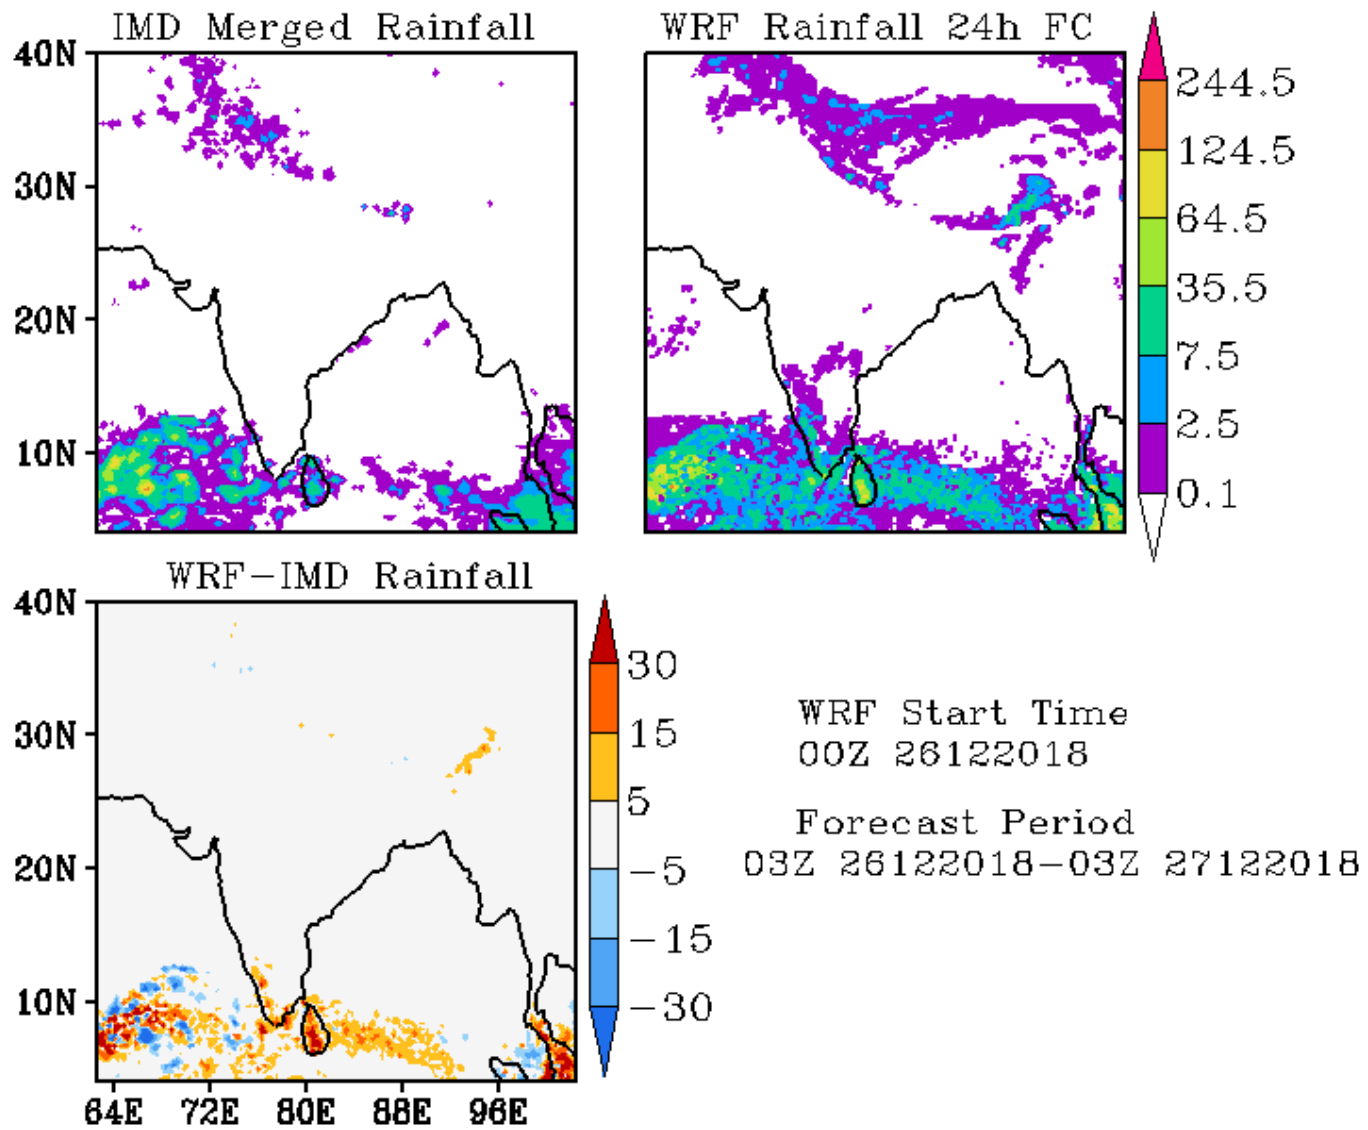 IMD Merged Rainfall
WRF Rainfall 24h FC
40N
30N
20N
10N
244.5
124.5
64.5
35.5
7.5
2.5
0.1
WRF-IMD Rainfall
40N
30N
20N
10N
64E 72E 80E 88E 96E
30
15
5
-5
-15
-30
WRF Start Time
00Z 26122018
Forecast Period
03Z 26122018-03Z 27122018